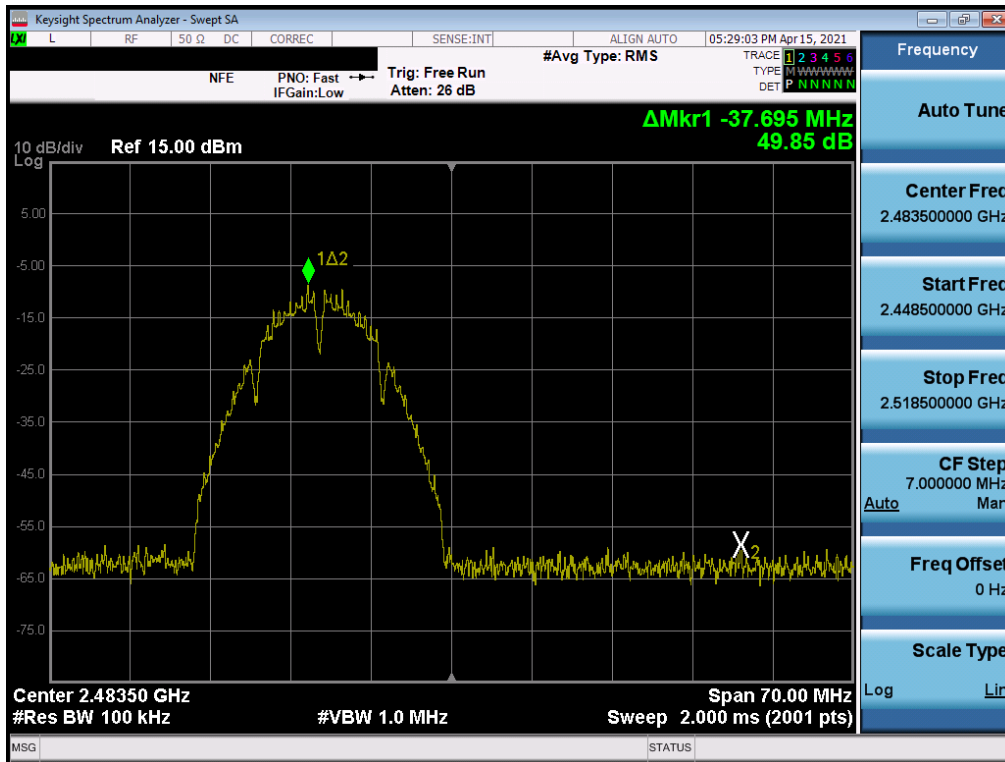 Keysight Spectrum Analyzer - Swept SA
LXI L RF 50 Ω DC CORREC SENSE:INT ALIGN AUTO 05:29:03 PM Apr 15, 2021
NFE PNO: Fast IFGain:Low Trig: Free Run Atten: 26 dB #Avg Type: RMS
TRACE 1 2 3 4 5 6
TYPE M W W W W W
DET P N N N N N
ΔMkr1 -37.695 MHz
49.85 dB
10 dB/div Ref 15.00 dBm
Log
5.00
-5.00
1Δ2
-15.0
-25.0
-35.0
-45.0
-55.0
X2
-65.0
-75.0
Center 2.48350 GHz Span 70.00 MHz
#Res BW 100 kHz #VBW 1.0 MHz Sweep 2.000 ms (2001 pts)
MSG STATUS
Frequency
Auto Tune
Center Freq
2.483500000 GHz
Start Freq
2.448500000 GHz
Stop Freq
2.518500000 GHz
CF Step
7.000000 MHz
Auto Man
Freq Offset
0 Hz
Scale Type
Log Lin